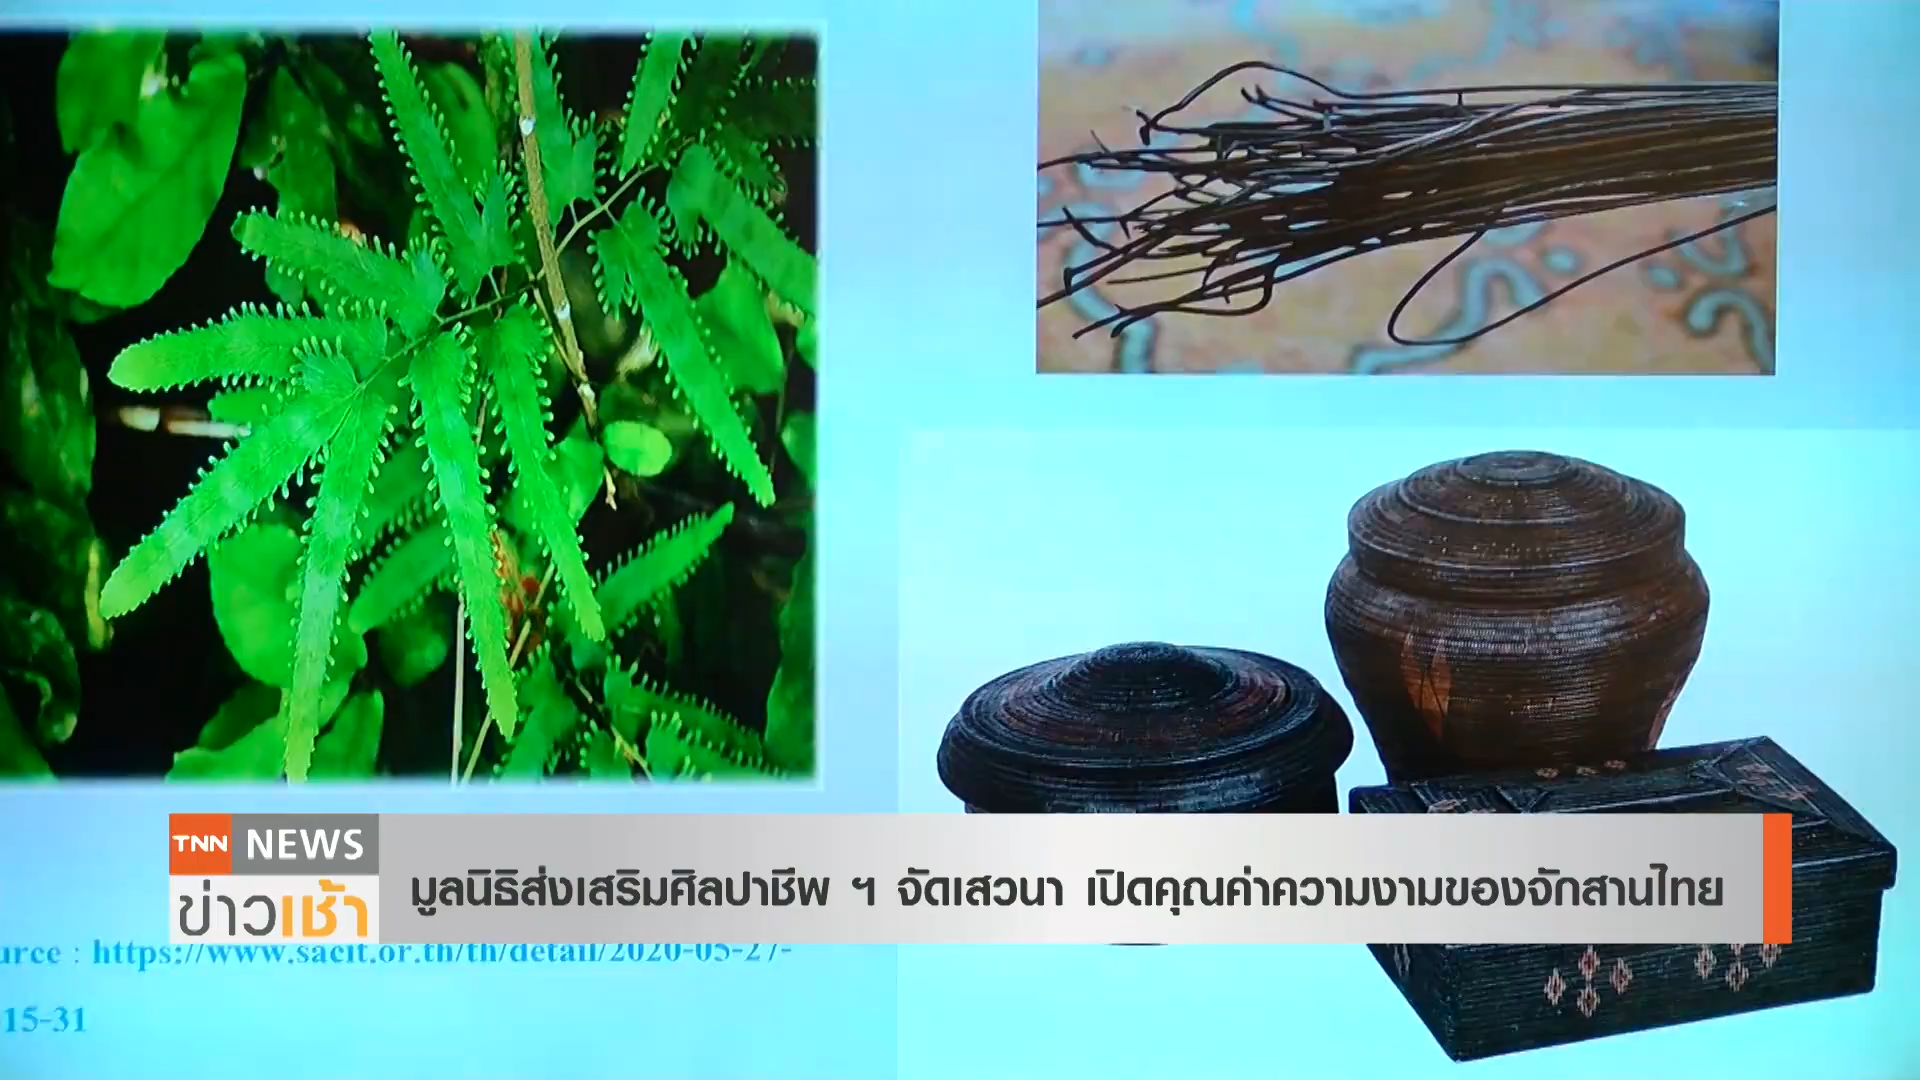 TNN NEWS
ข่าวเช้า
มูลนิธิส่งเสริมศิลปาชีพ ฯ จัดเสวนา เปิดคุณค่าความงามของจักสานไทย
: https://www.sacit.or.th/th/detail/2020-05-27-
15-31